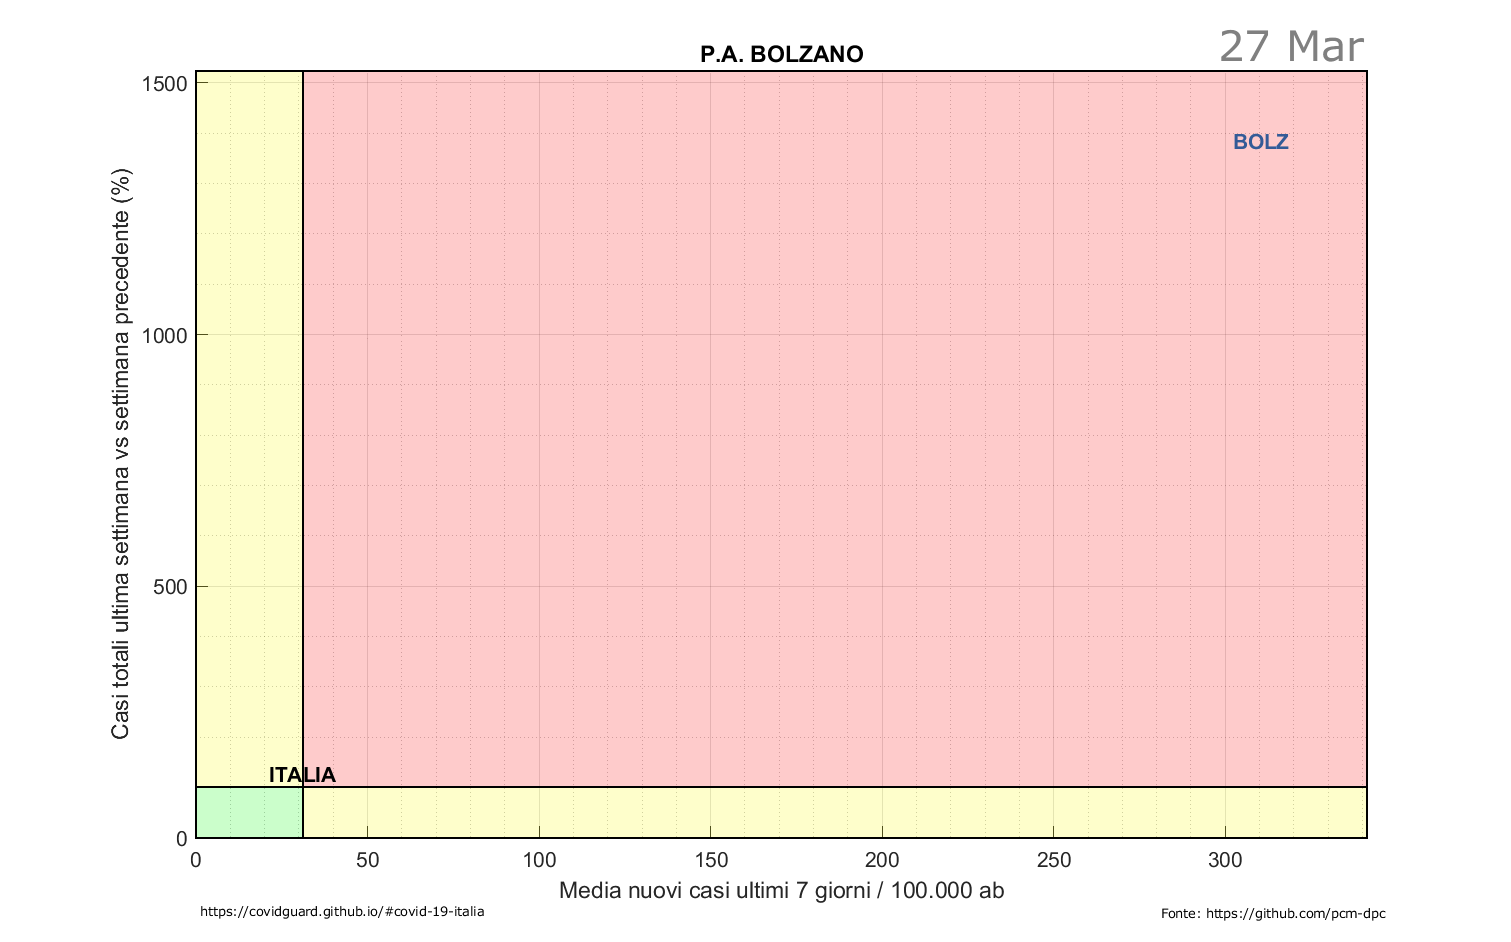 27 Mar
P.A. BOLZANO
Casi totali ultima settimana vs settimana precedente (%)
1500
1000
500
0
BOLZ
ITALIA
0 50 100 150 200 250 300
Media nuovi casi ultimi 7 giorni / 100.000 ab
https://covidguard.github.io/#covid-19-italia
Fonte: https://github.com/pcm-dpc